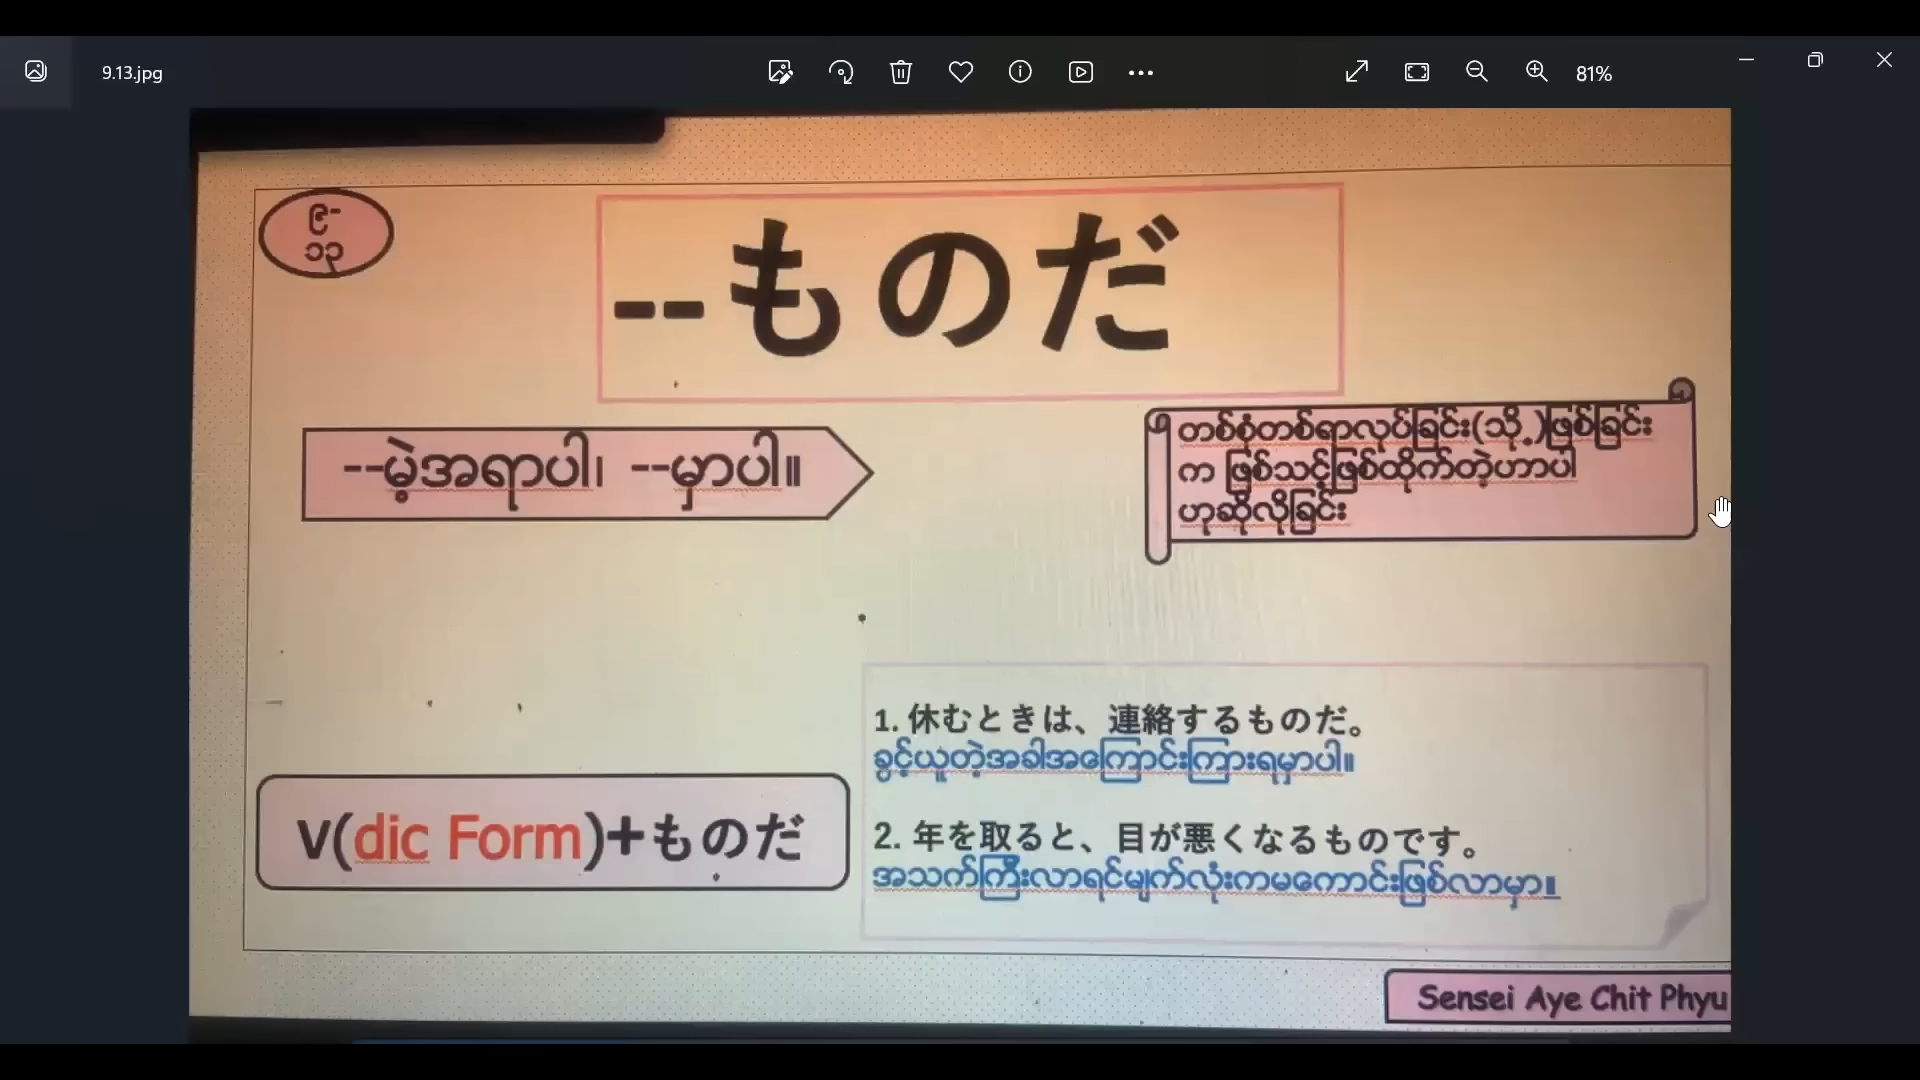 9.13.jpg
81%
၉-
၁၃
--ものだ
--မဲ့အရာပါ၊ --မှာပါ။
တစ်စုံတစ်ရာလုပ်ခြင်း(သို့)ဖြစ်ခြင်း
က ဖြစ်သင့်ဖြစ်ထိုက်တဲ့ဟာပါ
ဟုဆိုလိုခြင်း
V(dic Form)+ものだ
1. 休むときは、連絡するものだ。
ခွင့်ယူတဲ့အခါအကြောင်းကြားရမှာပါ။
2. 年を取ると、目が悪くなるものです。
အသက်ကြီးလာရင်မျက်လုံးကမကောင်းဖြစ်လာမှာ။
Sensei Aye Chit Phyu